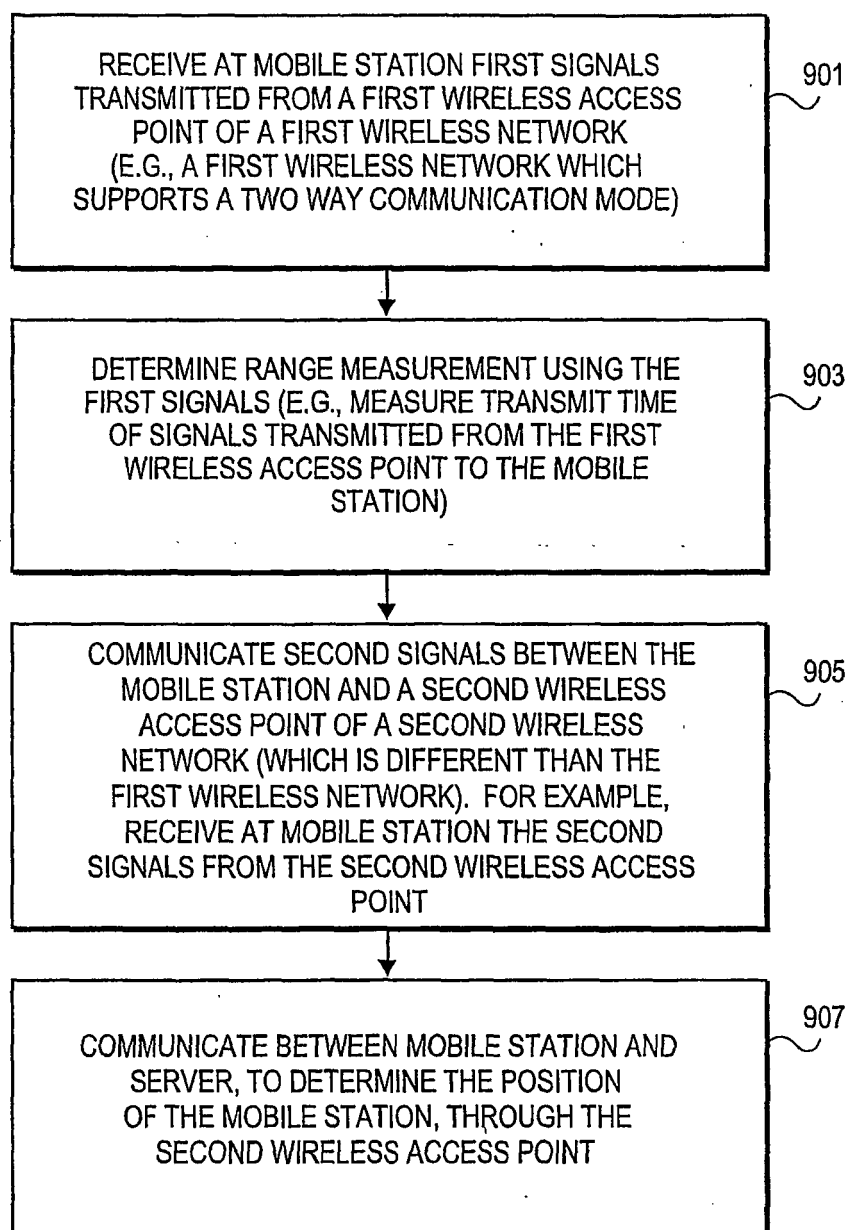 RECEIVE AT MOBILE STATION FIRST SIGNALS
TRANSMITTED FROM A FIRST WIRELESS ACCESS
POINT OF A FIRST WIRELESS NETWORK
(E.G., A FIRST WIRELESS NETWORK WHICH
SUPPORTS A TWO WAY COMMUNICATION MODE)
901
DETERMINE RANGE MEASUREMENT USING THE
FIRST SIGNALS (E.G., MEASURE TRANSMIT TIME
OF SIGNALS TRANSMITTED FROM THE FIRST
WIRELESS ACCESS POINT TO THE MOBILE
STATION)
903
COMMUNICATE SECOND SIGNALS BETWEEN THE
MOBILE STATION AND A SECOND WIRELESS
ACCESS POINT OF A SECOND WIRELESS
NETWORK (WHICH IS DIFFERENT THAN THE
FIRST WIRELESS NETWORK). FOR EXAMPLE,
RECEIVE AT MOBILE STATION THE SECOND
SIGNALS FROM THE SECOND WIRELESS ACCESS
POINT
905
COMMUNICATE BETWEEN MOBILE STATION AND
SERVER, TO DETERMINE THE POSITION
OF THE MOBILE STATION, THROUGH THE
SECOND WIRELESS ACCESS POINT
907